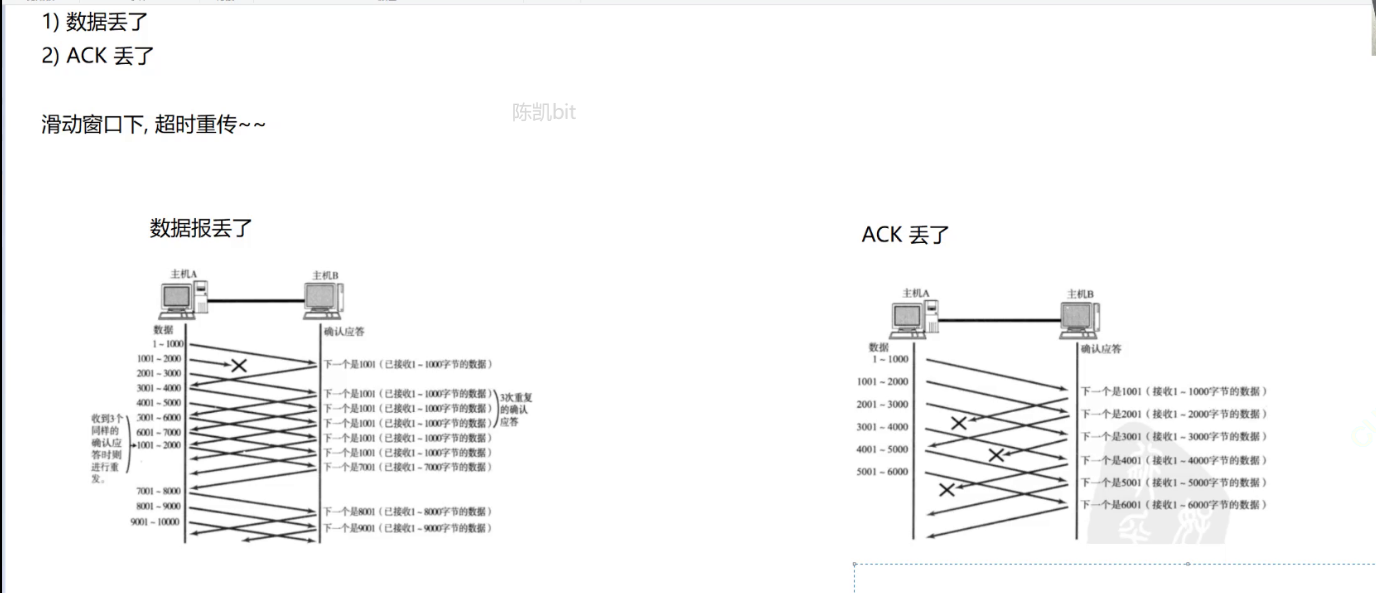 1) 数据丢了
2) ACK 丢了
陈凯bit
滑动窗口下, 超时重传~~
数据报丢了
主机A
主机B
数据
确认应答
1~1000
1001~2000
2001~3000
3001~4000
4001~5000
5001~6000
6001~7000
1001~2000
7001~8000
8001~9000
9001~10000
收到3个
同样的
确认应
答时则
进行重
发。
下一个是1001（已接收1~1000字节的数据）
下一个是1001（已接收1~1000字节的数据）
下一个是1001（已接收1~1000字节的数据）
下一个是1001（已接收1~1000字节的数据）
下一个是1001（已接收1~1000字节的数据）
下一个是1001（已接收1~1000字节的数据）
下一个是7001（已接收1~7000字节的数据）
下一个是8001（已接收1~8000字节的数据）
下一个是9001（已接收1~9000字节的数据）
3次重复
的确认
应答
ACK 丢了
主机A
主机B
数据
确认应答
1~1000
1001~2000
2001~3000
3001~4000
4001~5000
5001~6000
下一个是1001（接收1~1000字节的数据）
下一个是2001（接收1~2000字节的数据）
下一个是3001（接收1~3000字节的数据）
下一个是4001（接收1~4000字节的数据）
下一个是5001（接收1~5000字节的数据）
下一个是6001（接收1~6000字节的数据）